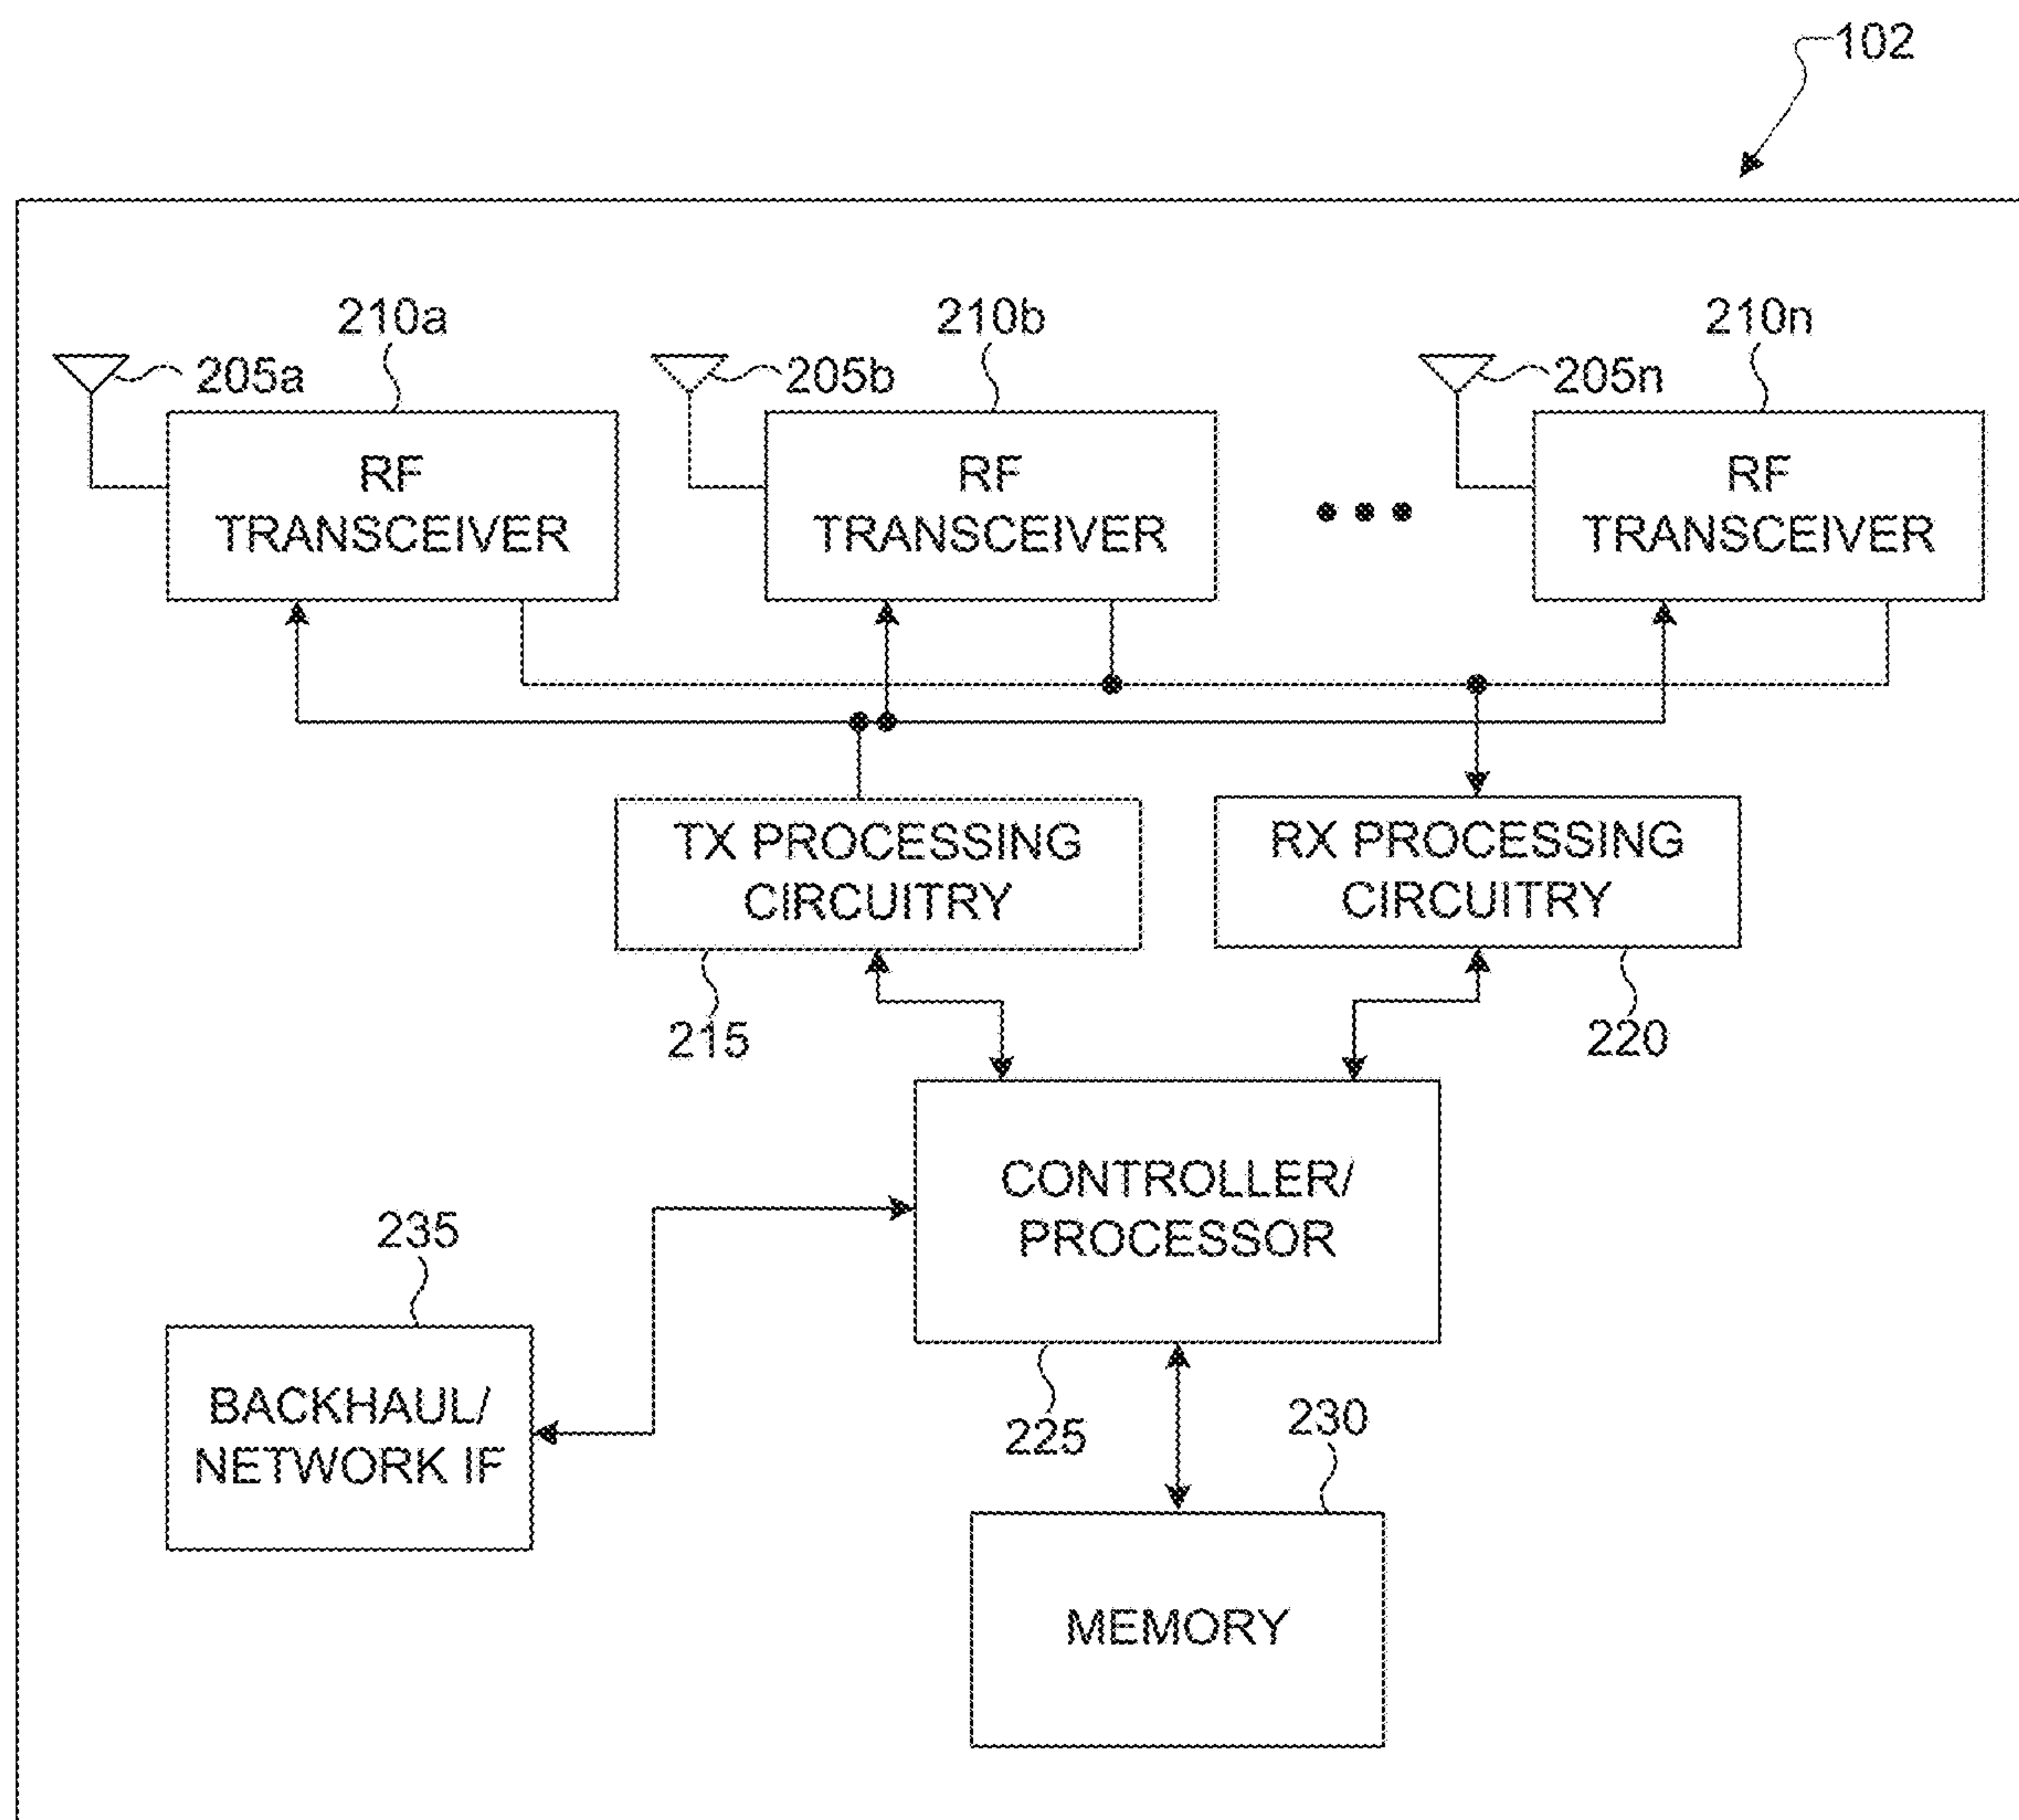 102
210a
210b
210n
205a
205b
205n
RF
TRANSCEIVER
RF
TRANSCEIVER
RF
TRANSCEIVER
TX PROCESSING
CIRCUITRY
RX PROCESSING
CIRCUITRY
215
220
CONTROLLER/
PROCESSOR
235
BACKHAUL/
NETWORK IF
225
230
MEMORY